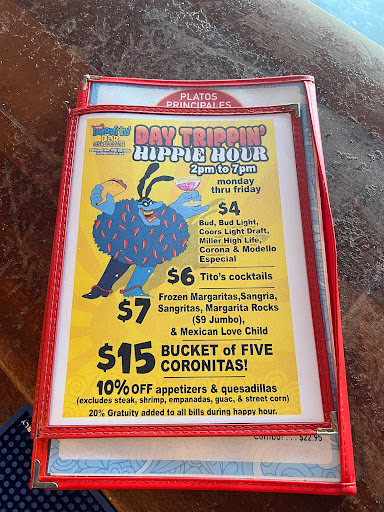 PLATOS
PRINCIPALES
DAY TRIPPIN'
HIPPIE HOUR
2pm to 7pm
monday
thru friday
$4
Bud, Bud Light,
Coors Light Draft,
Miller High Life,
Corona & Modello
Especial
$6 Tito's cocktails
$7 Frozen Margaritas,Sangria,
Sangritas, Margarita Rocks
($9 Jumbo),
& Mexican Love Child
$15 BUCKET of FIVE
CORONITAS!
10% OFF appetizers & quesadillas
(excludes steak, shrimp, empanadas, guac, & street corn)
20% Gratuity added to all bills during happy hour.
Combo: . . . $22.95